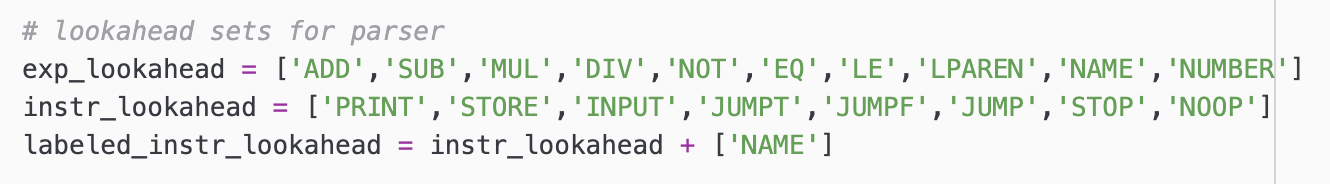 # lookahead sets for parser
exp_lookahead = ['ADD','SUB','MUL','DIV','NOT','EQ','LE','LPAREN','NAME','NUMBER']
instr_lookahead = ['PRINT','STORE','INPUT','JUMPT','JUMPF','JUMP','STOP','NOOP']
labeled_instr_lookahead = instr_lookahead + ['NAME']